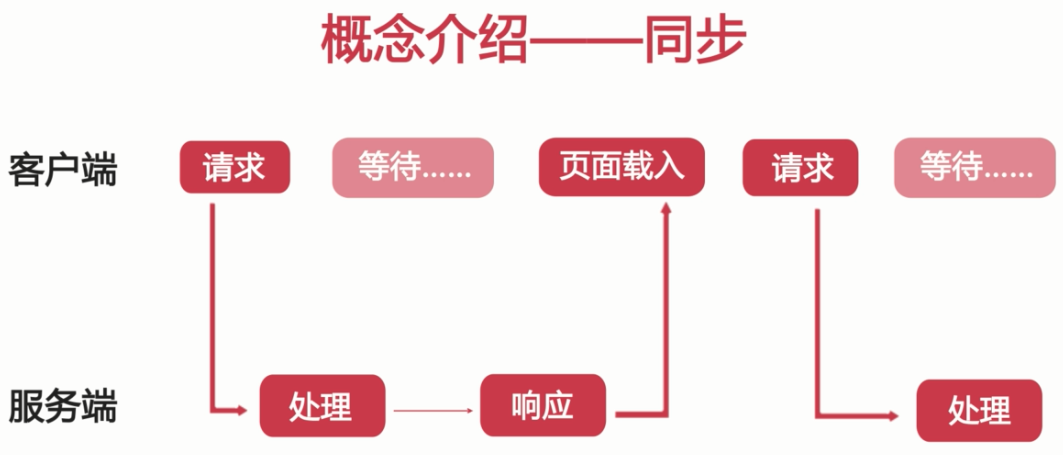 概念介绍——同步
客户端 请求 等待…… 页面载入 请求 等待……
服务端 处理 响应 处理